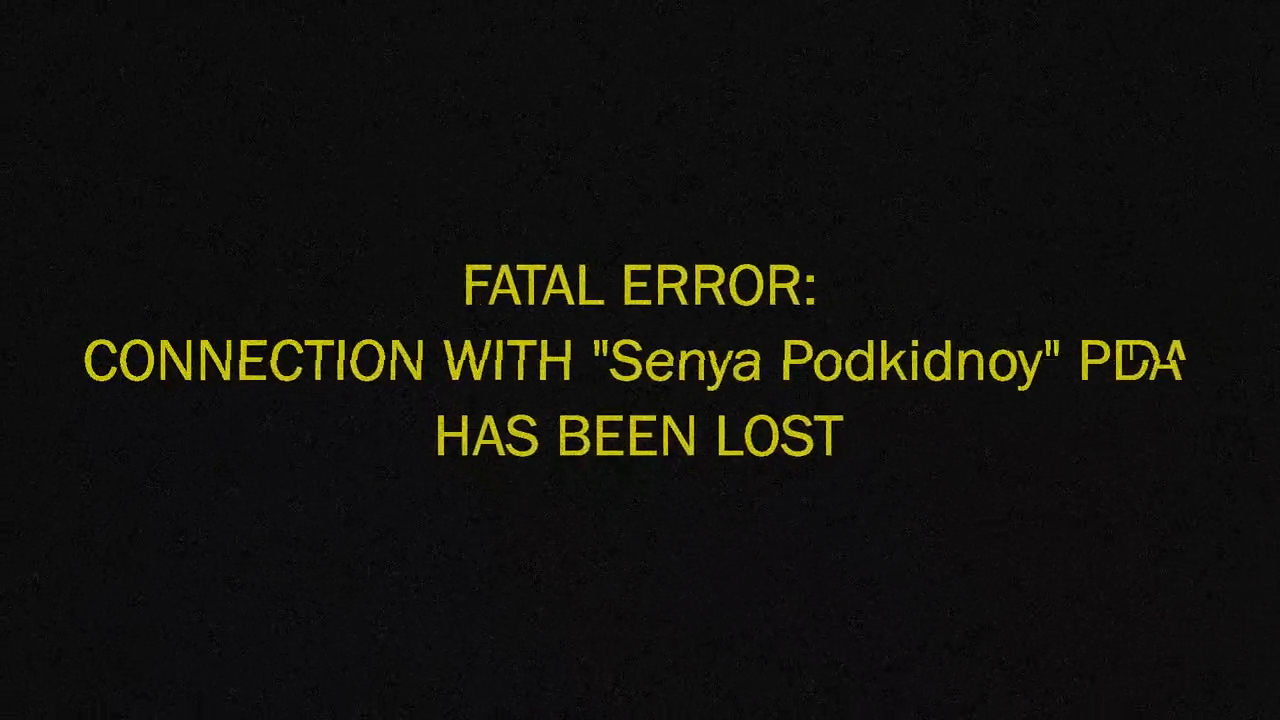 FATAL ERROR:
CONNECTION WITH "Senya Podkidnoy" PDA
HAS BEEN LOST